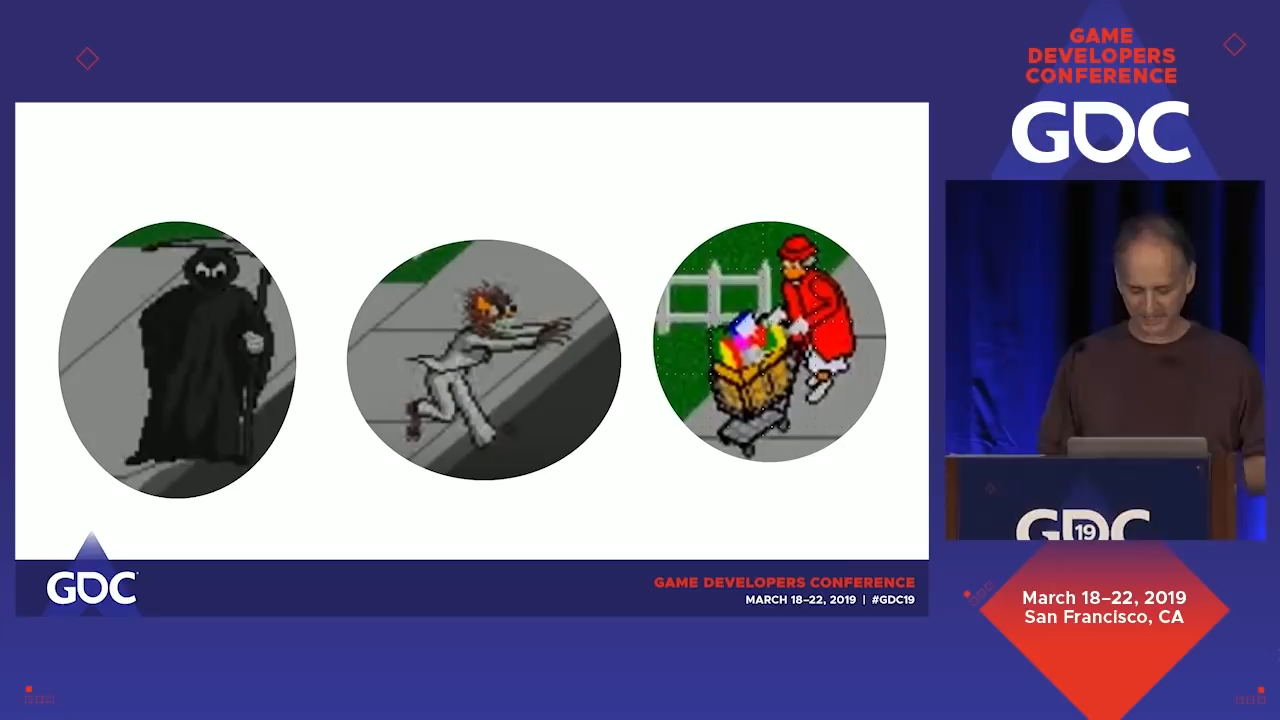 GAME
DEVELOPERS
CONFERENCE
GDC
GDC
19
GDC
GAME DEVELOPERS CONFERENCE
MARCH 18–22, 2019 | #GDC19
March 18–22, 2019
San Francisco, CA